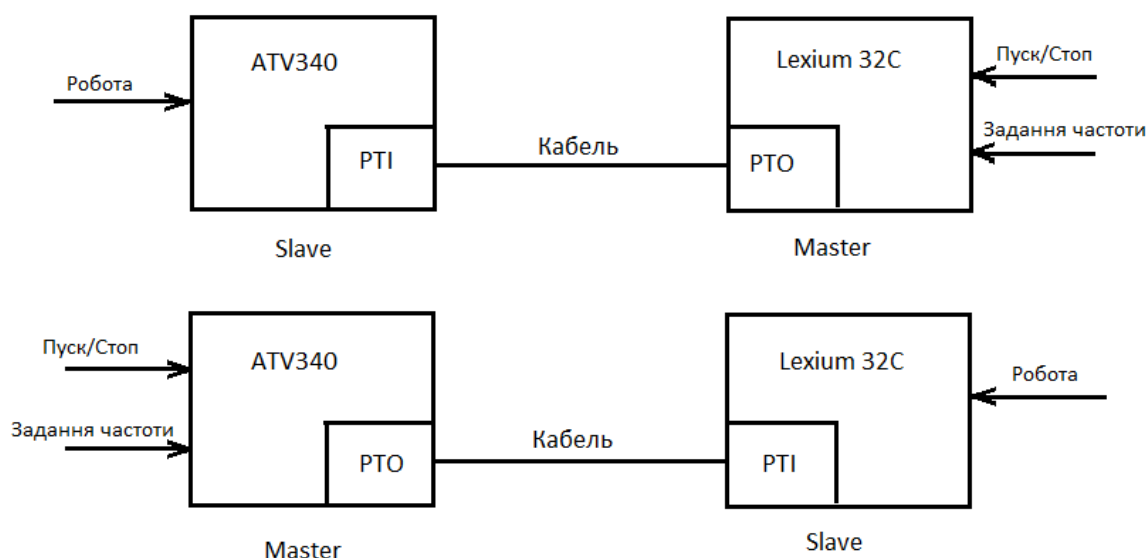 ATV340
Lexium 32C
Пуск/Стоп
Робота
Задання частоти
Кабель
PTI
PTO
Slave
Master
Пуск/Стоп
ATV340
Lexium 32C
Робота
Задання частоти
Кабель
PTO
PTI
Slave
Master